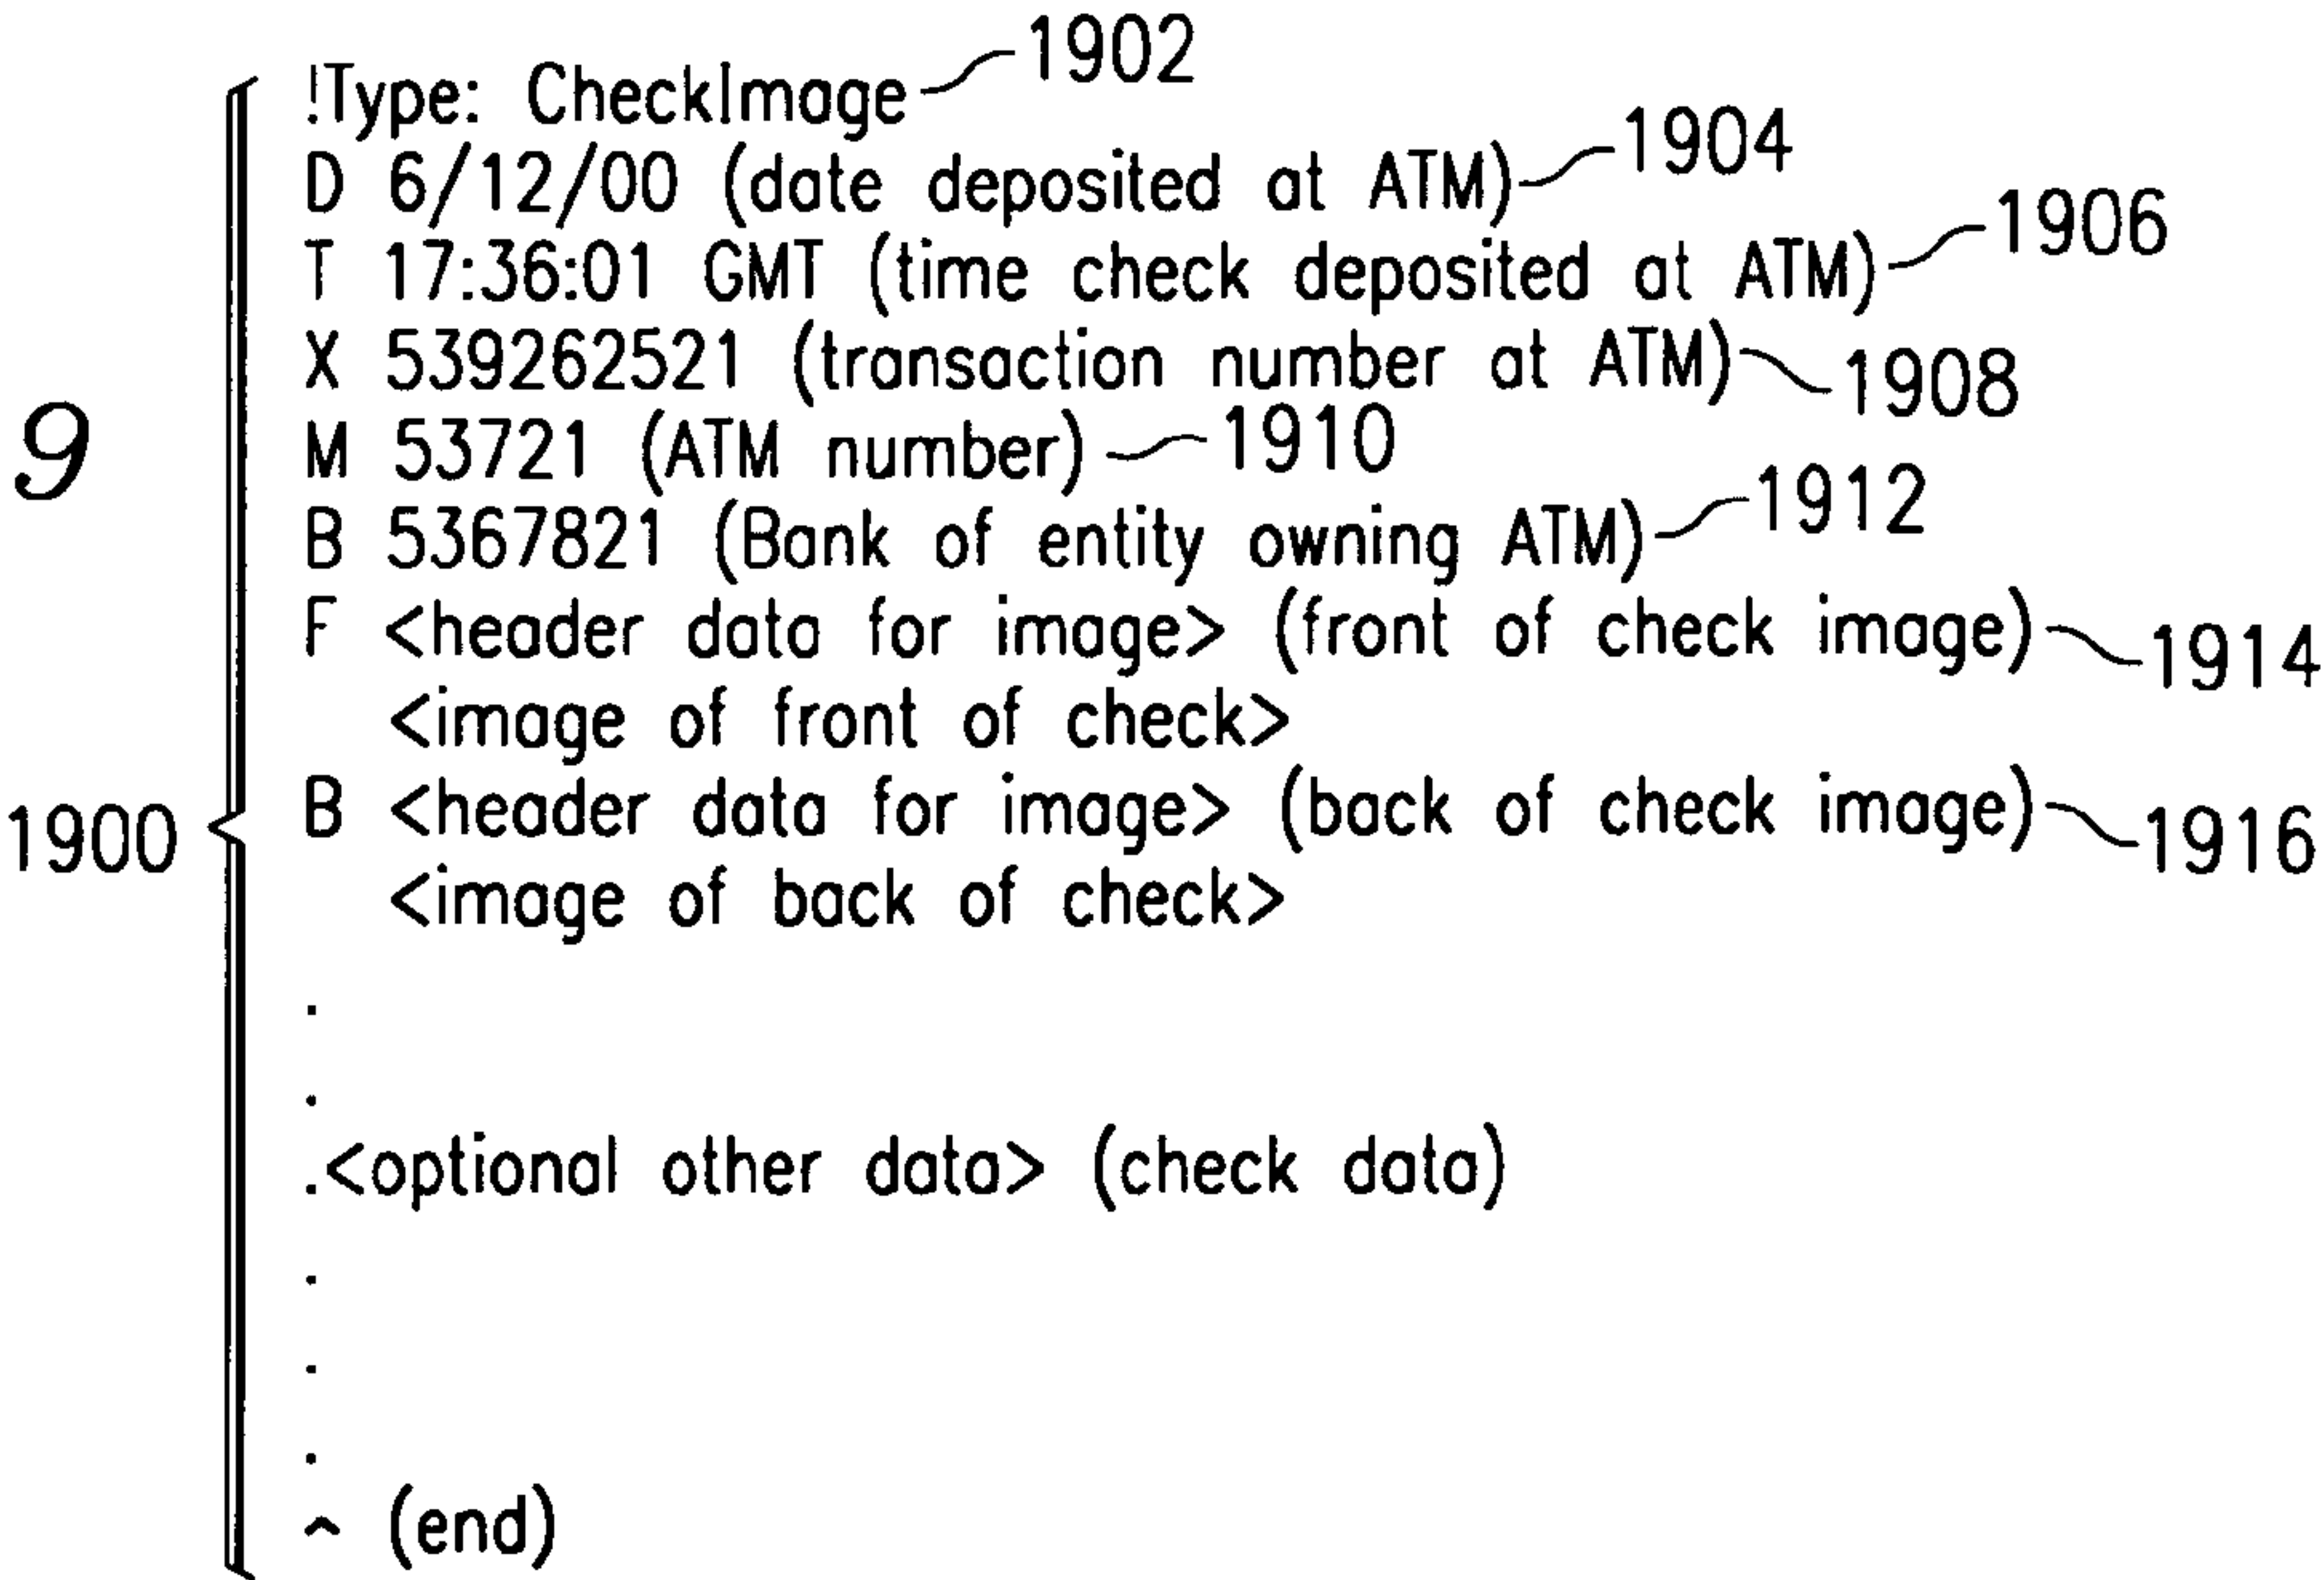 !Type: CheckImage 1902
D 6/12/00 (date deposited at ATM) 1904
T 17:36:01 GMT (time check deposited at ATM) 1906
X 539262521 (transaction number at ATM) 1908
9
M 53721 (ATM number) 1910
B 5367821 (Bank of entity owning ATM) 1912
F <header data for image> (front of check image) 1914
<image of front of check>
1900
B <header data for image> (back of check image) 1916
<image of back of check>
.
.
.<optional other data> (check data)
.
.
.
^ (end)